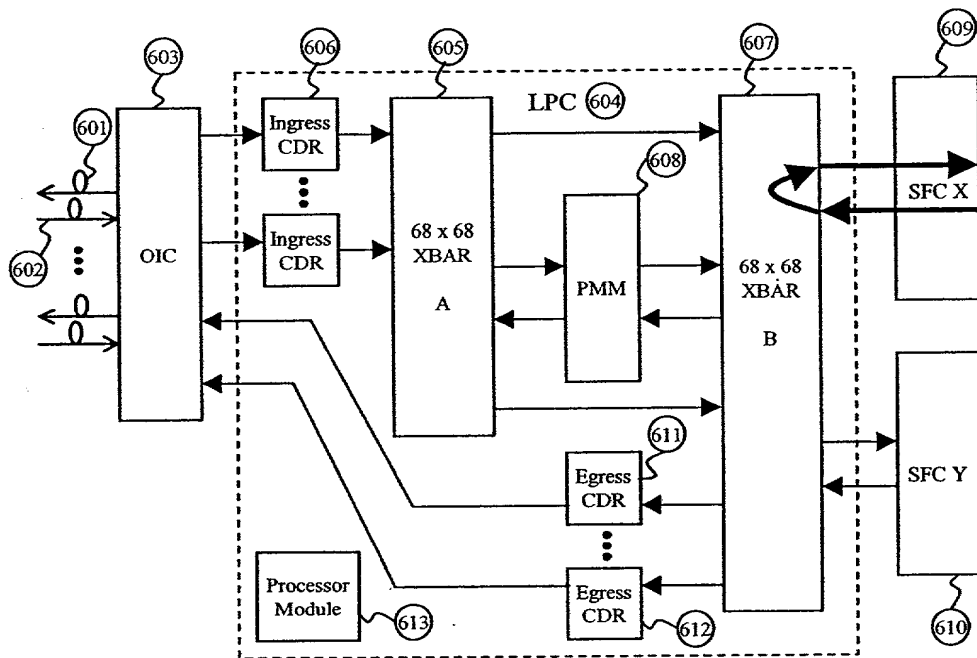 609
606
605
607
603
LPC 604
Ingress
CDR
601
608
SFC X
602
OIC
Ingress
CDR
68 x 68
XBAR
A
PMM
68 x 68
XBAR
B
611
Egress
CDR
SFC Y
Processor
Module
613
Egress
CDR
612
610